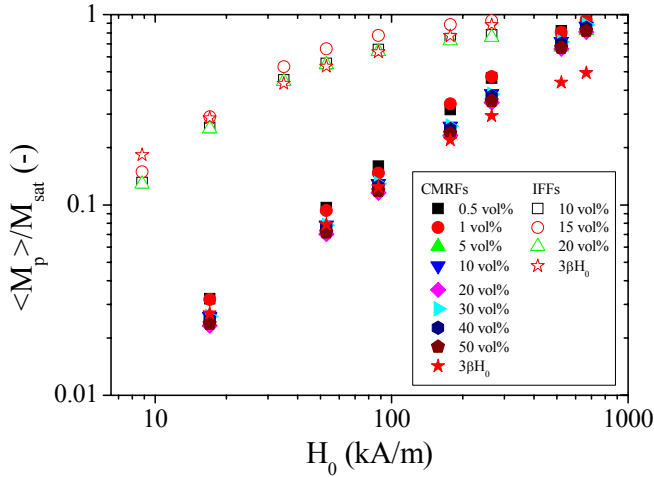 1
0.1
0.01
<M_p>/M_sat (-)
10
100
1000
H_0 (kA/m)
CMRFs
0.5 vol%
1 vol%
5 vol%
10 vol%
20 vol%
30 vol%
40 vol%
50 vol%
3βH_0
IFFs
10 vol%
15 vol%
20 vol%
3βH_0